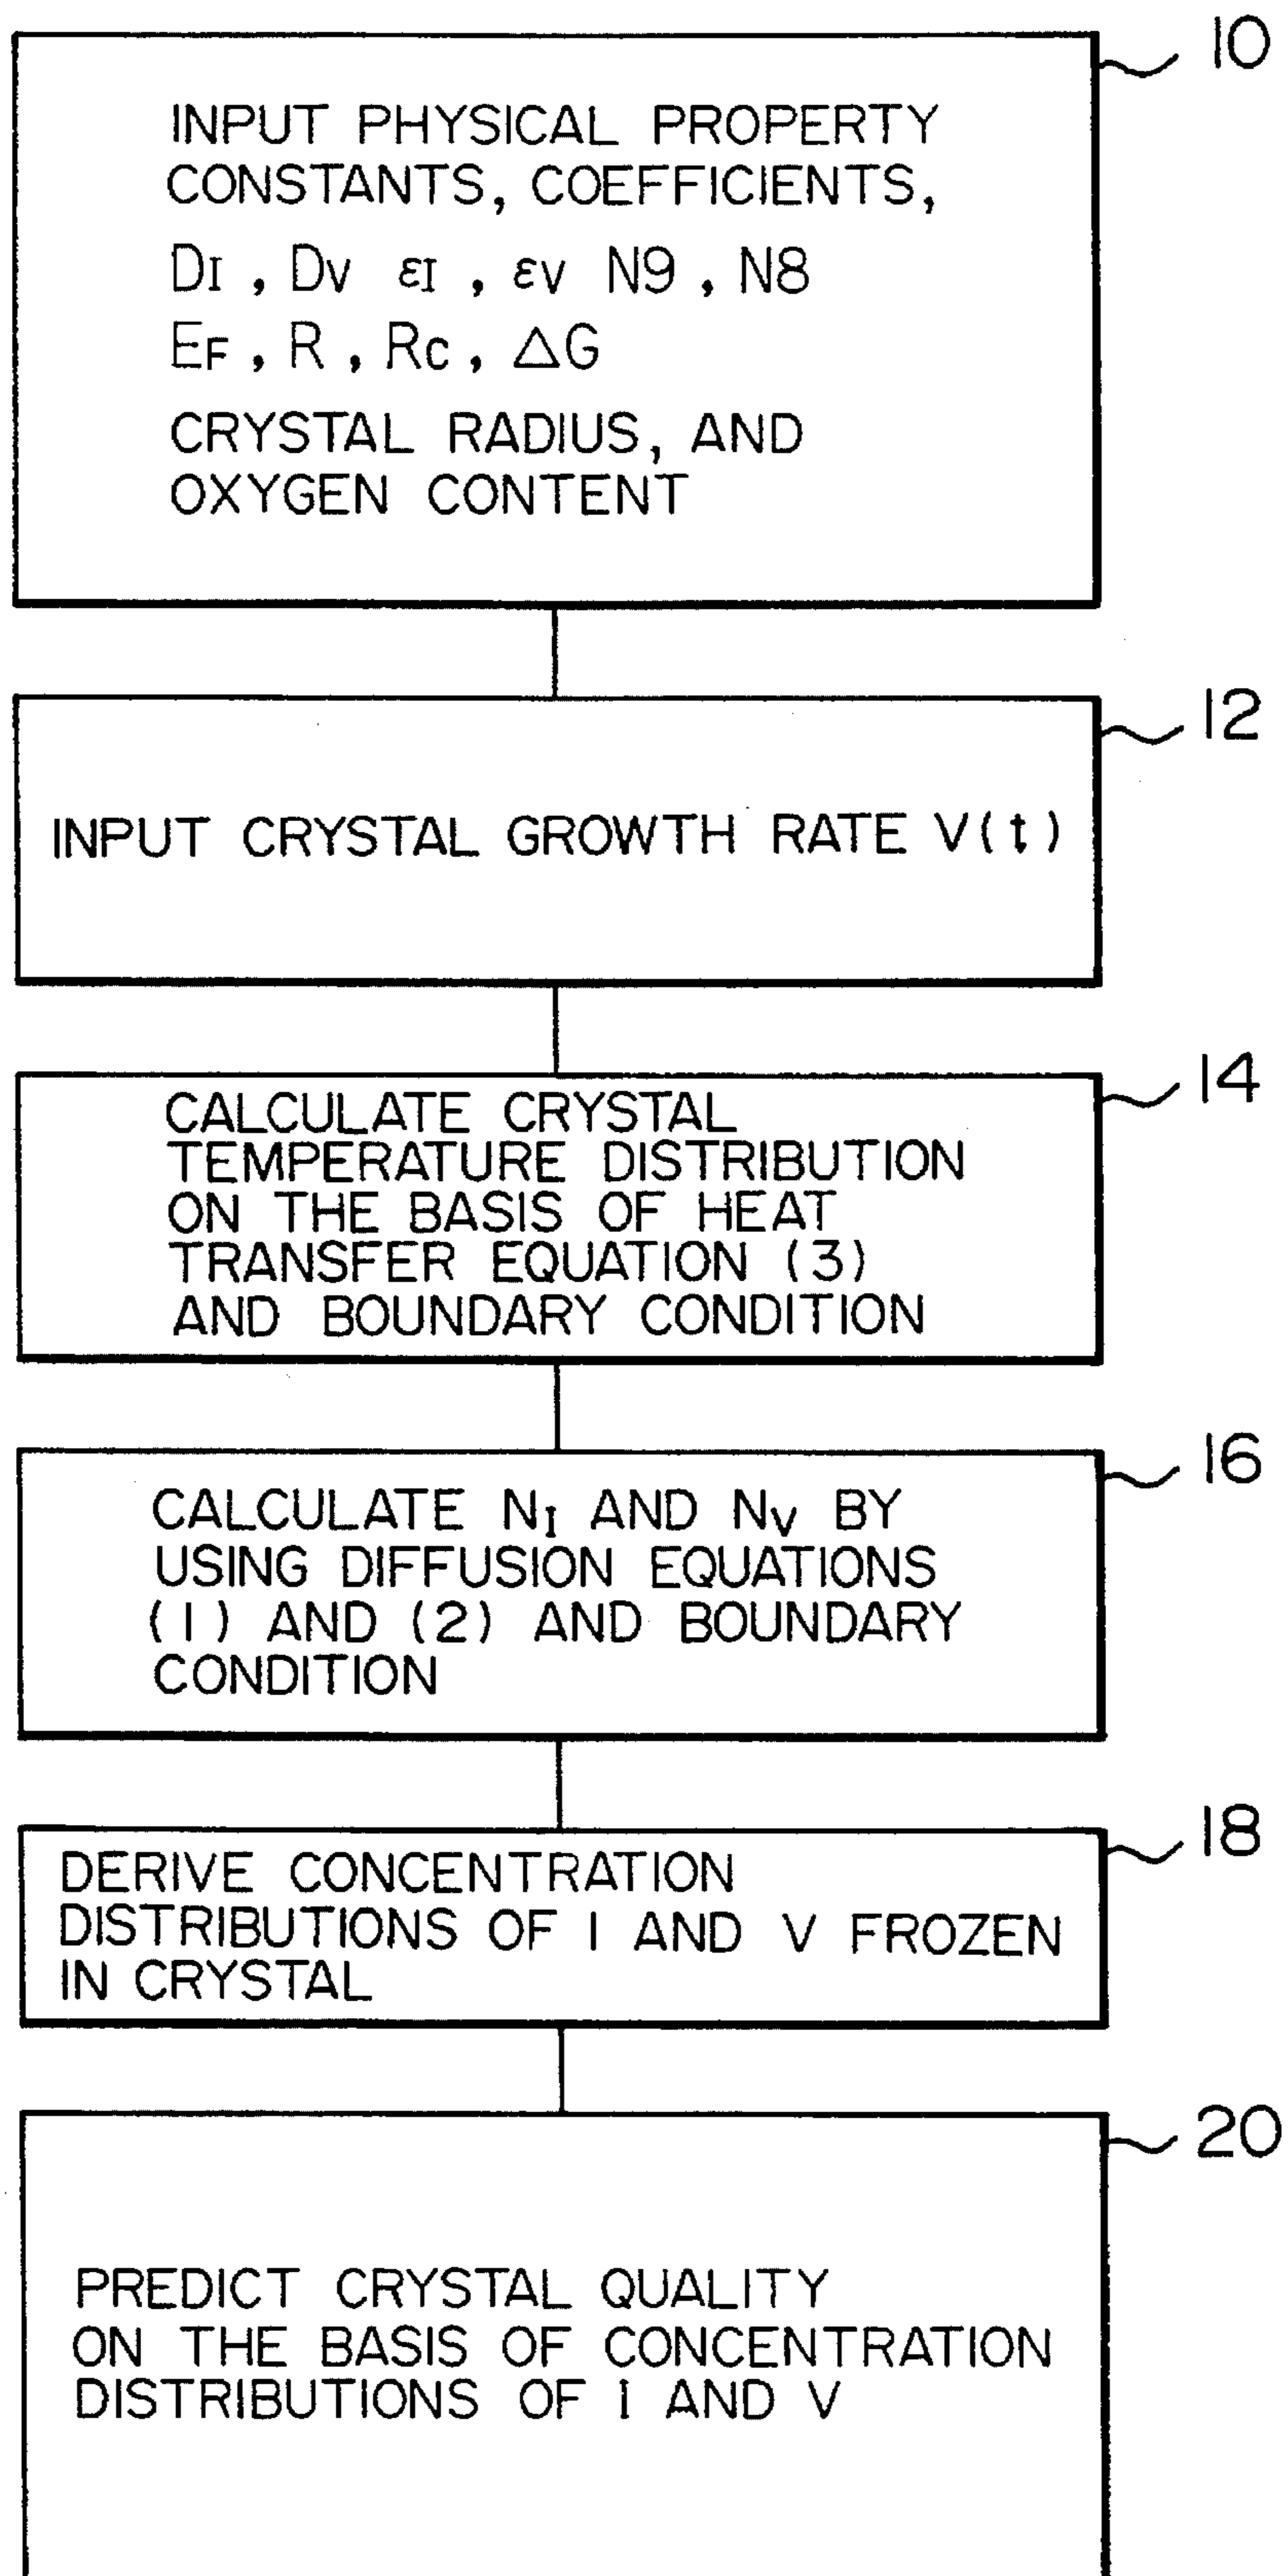 10
INPUT PHYSICAL PROPERTY
CONSTANTS, COEFFICIENTS,
DI , DV εI , εV N9 , N8
EF , R , RC , △G
CRYSTAL RADIUS, AND
OXYGEN CONTENT
12
INPUT CRYSTAL GROWTH RATE V(t)
14
CALCULATE CRYSTAL
TEMPERATURE DISTRIBUTION
ON THE BASIS OF HEAT
TRANSFER EQUATION (3)
AND BOUNDARY CONDITION
16
CALCULATE NI AND NV BY
USING DIFFUSION EQUATIONS
(1) AND (2) AND BOUNDARY
CONDITION
18
DERIVE CONCENTRATION
DISTRIBUTIONS OF I AND V FROZEN
IN CRYSTAL
20
PREDICT CRYSTAL QUALITY
ON THE BASIS OF CONCENTRATION
DISTRIBUTIONS OF I AND V